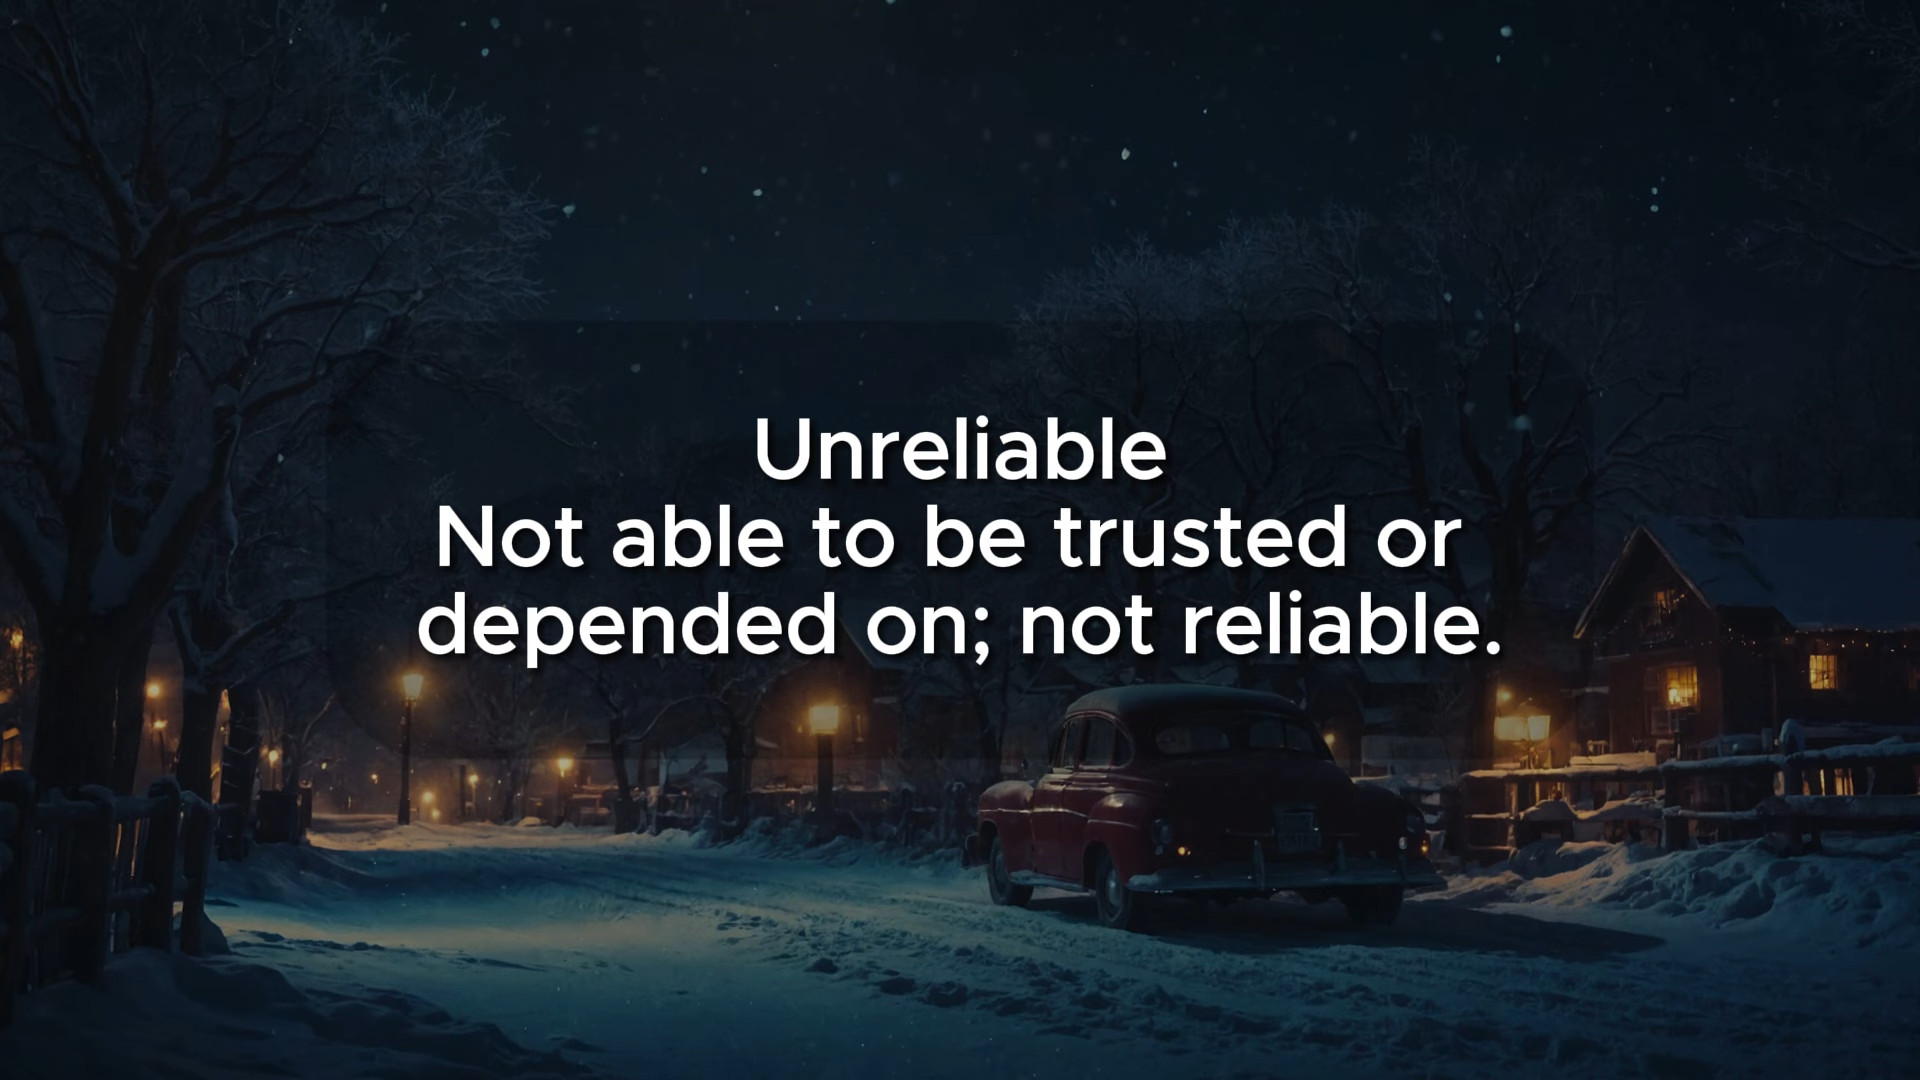 Unreliable
Not able to be trusted or
depended on; not reliable.